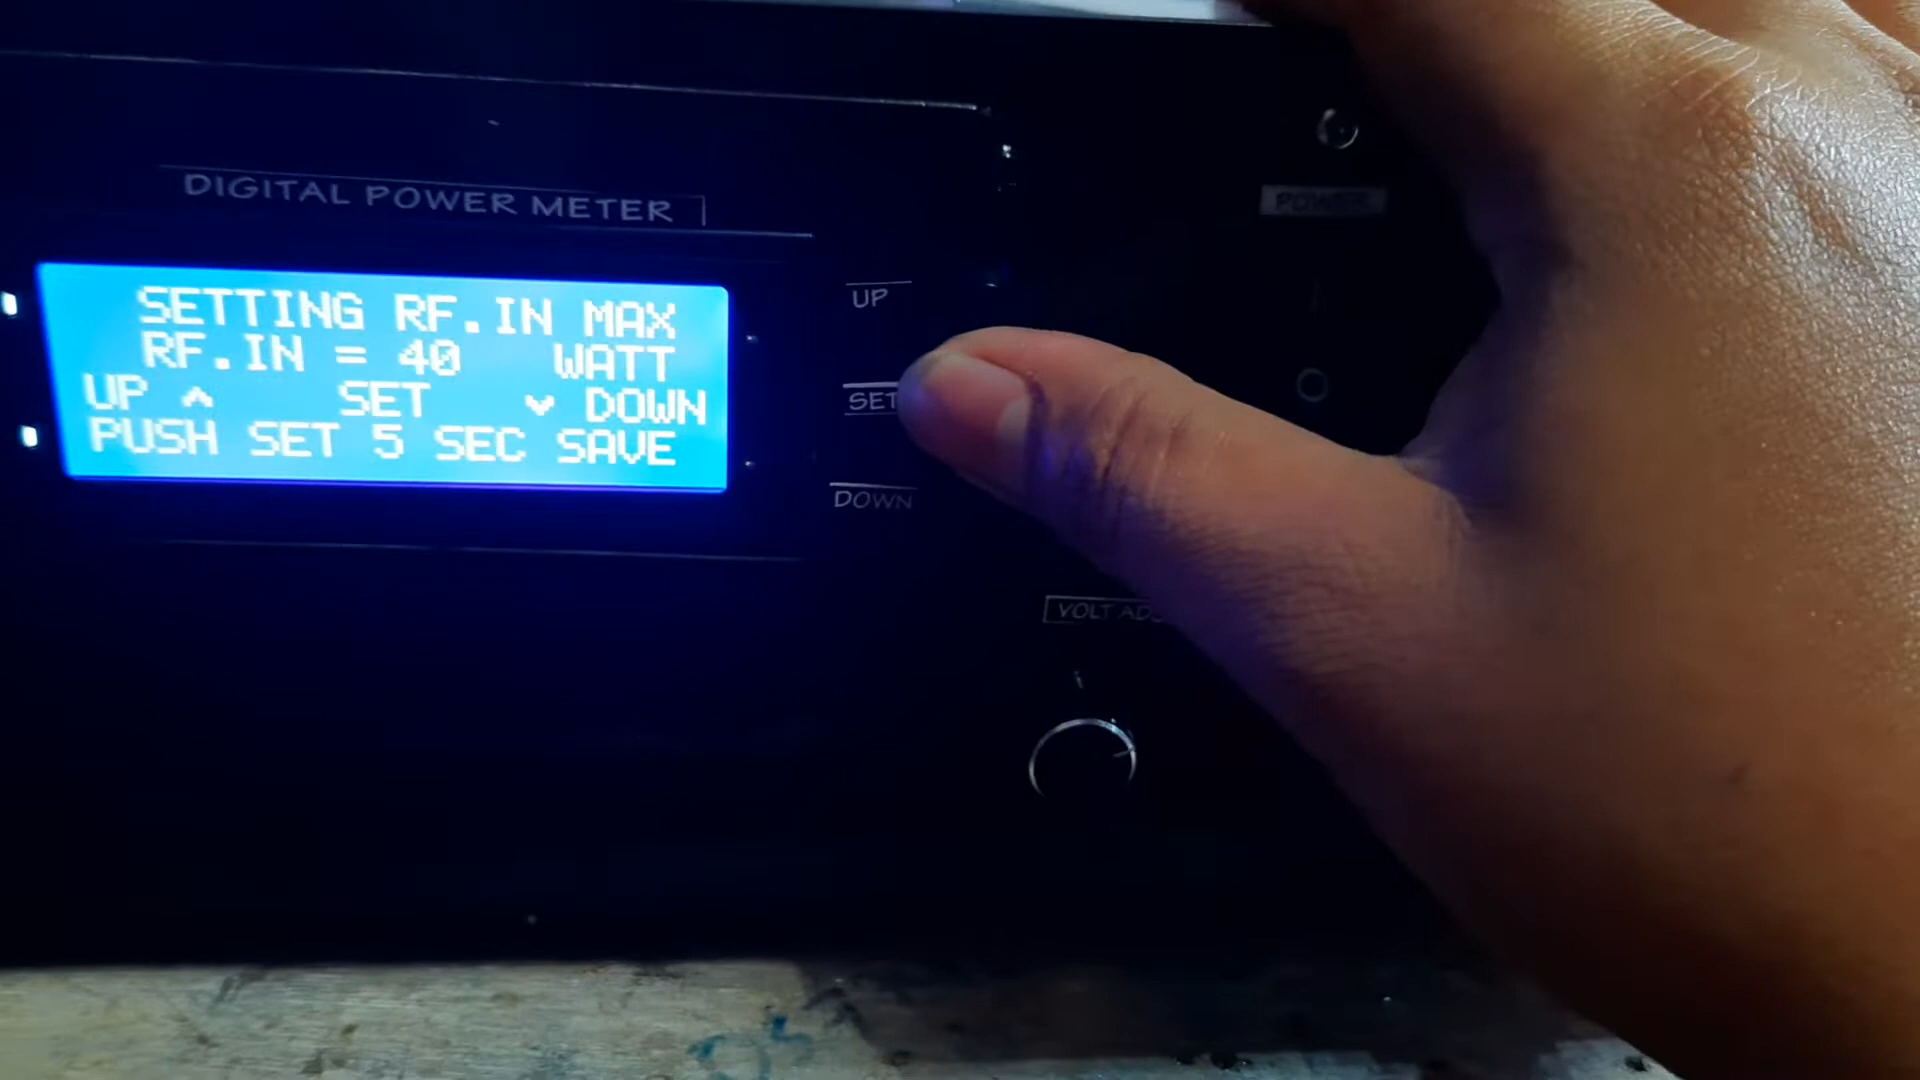 DIGITAL POWER METER
SETTING RF.IN MAX
RF.IN = 40 WATT
UP ^ SET ⌄ DOWN
PUSH SET 5 SEC SAVE
UP
SET
DOWN
POWER
VOLT ADJ